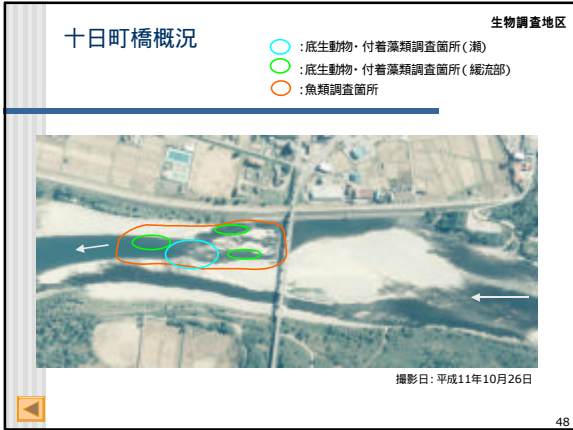 生物調査地区
十日町橋概況
:底生動物・付着藻類調査箇所(瀬)
:底生動物・付着藻類調査箇所(緩流部)
:魚類調査箇所
撮影日:平成11年10月26日
48